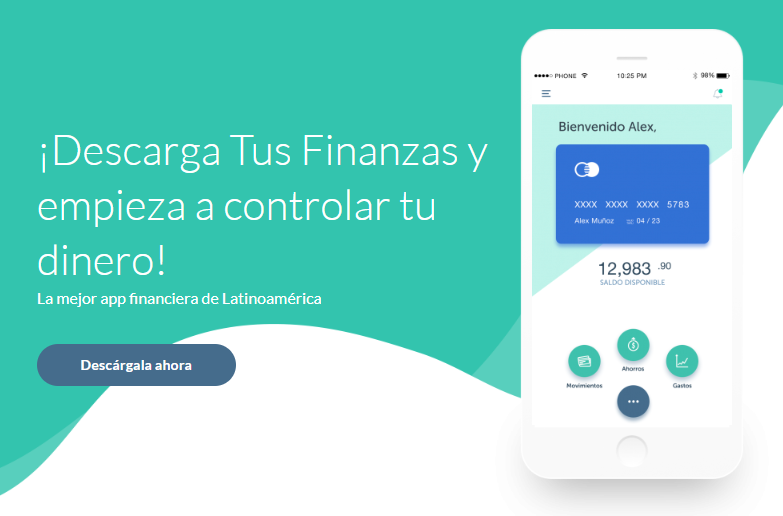 ¡Descarga Tus Finanzas y
empieza a controlar tu
dinero!
La mejor app financiera de Latinoamérica
Descárgala ahora
PHONE 10:25 PM 98%
Bienvenido Alex,
XXXX XXXX XXXX 5783
Alex Muñoz 04 / 23
12,983 .90
SALDO DISPONIBLE
Ahorros
Movimientos Gastos